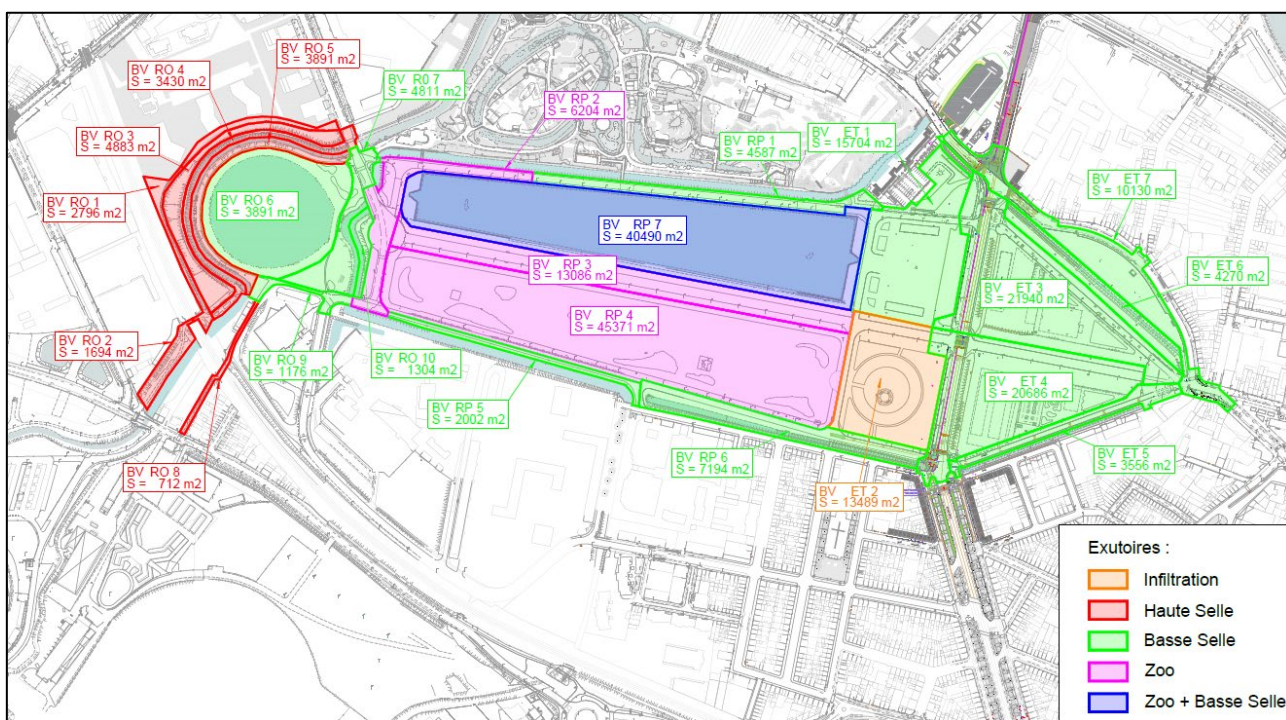 BV RO 5
S = 3891 m2
BV RO 4
S = 3430 m2
BV R0 7
S = 4811 m2
BV RP 2
S = 6204 m2
BV RO 3
S = 4883 m2
BV RP 1
S = 4587 m2
BV ET 1
S = 15704 m2
BV ET 7
S = 10130 m2
BV RO 1
S = 2796 m2
BV RO 6
S = 3891 m2
BV RP 7
S = 40490 m2
BV RP 3
S = 13086 m2
BV ET 6
S = 4270 m2
BV ET 3
S = 21940 m2
BV RP 4
S = 45371 m2
BV RO 2
S = 1694 m2
BV RO 9
S = 1176 m2
BV RO 10
S = 1304 m2
BV ET 4
S = 20686 m2
BV RP 5
S = 2002 m2
BV RP 6
S = 7194 m2
BV ET 5
S = 3556 m2
BV RO 8
S = 712 m2
BV ET 2
S = 13489 m2
Exutoires :
Infiltration
Haute Selle
Basse Selle
Zoo
Zoo + Basse Selle